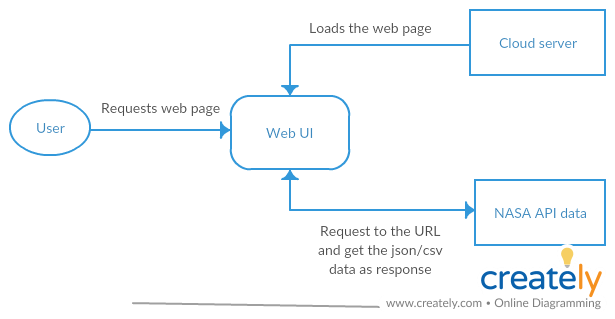 Loads the web page
Cloud server
Requests web page
User
Web UI
NASA API data
Request to the URL
and get the json/csv
data as response
creately
www.creately.com • Online Diagramming